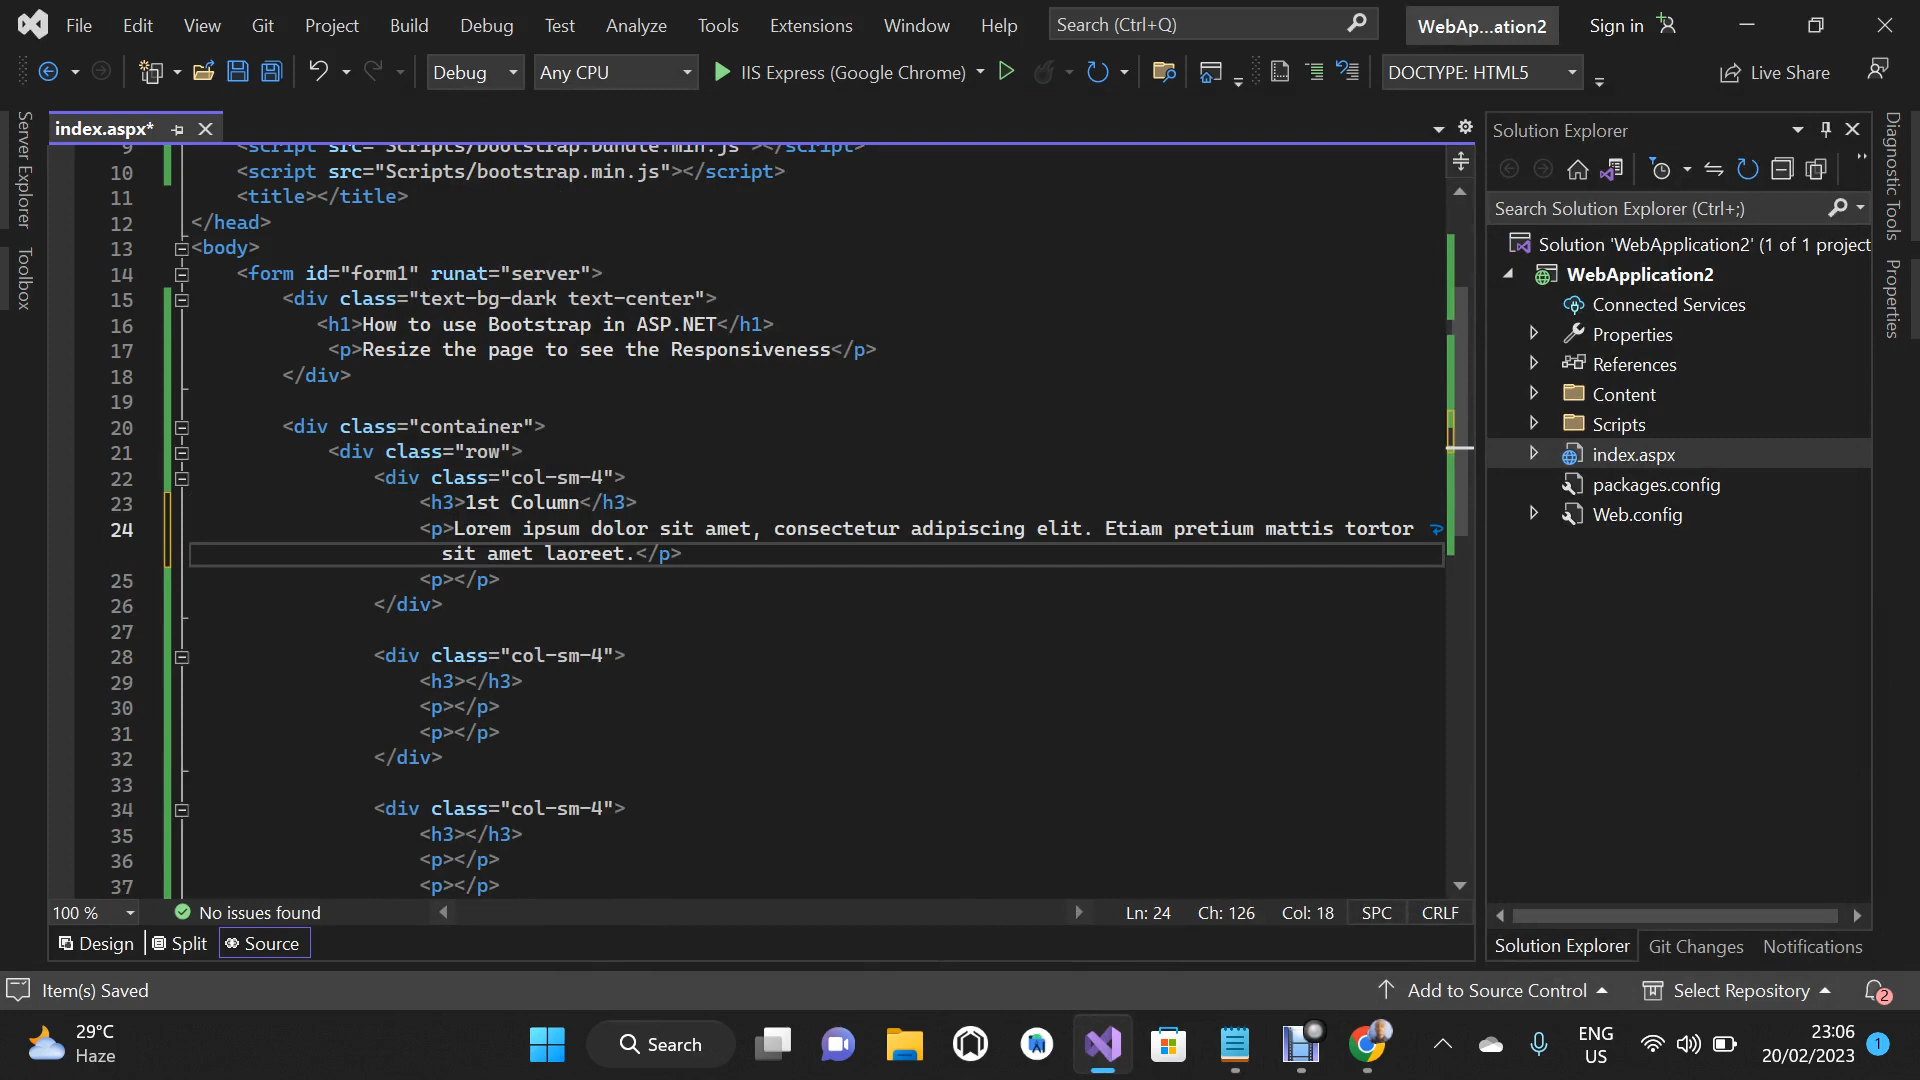 File Edit View Git Project Build Debug Test Analyze Tools Extensions Window Help Search (Ctrl+Q) WebAp...ation2 Sign in
Debug Any CPU IIS Express (Google Chrome) DOCTYPE: HTML5 Live Share
Server Explorer
Toolbox
index.aspx*
9 <script src="Scripts/bootstrap.bundle.min.js"></script>
10 <script src="Scripts/bootstrap.min.js"></script>
11 <title></title>
12 </head>
13 <body>
14 <form id="form1" runat="server">
15 <div class="text-bg-dark text-center">
16 <h1>How to use Bootstrap in ASP.NET</h1>
17 <p>Resize the page to see the Responsiveness</p>
18 </div>
19
20 <div class="container">
21 <div class="row">
22 <div class="col-sm-4">
23 <h3>1st Column</h3>
24 <p>Lorem ipsum dolor sit amet, consectetur adipiscing elit. Etiam pretium mattis tortor
sit amet laoreet.</p>
25 <p></p>
26 </div>
27
28 <div class="col-sm-4">
29 <h3></h3>
30 <p></p>
31 <p></p>
32 </div>
33
34 <div class="col-sm-4">
35 <h3></h3>
36 <p></p>
37 <p></p>
100 % No issues found Ln: 24 Ch: 126 Col: 18 SPC CRLF
Design Split Source
Solution Explorer
Search Solution Explorer (Ctrl+;)
Solution 'WebApplication2' (1 of 1 project
WebApplication2
Connected Services
Properties
References
Content
Scripts
index.aspx
packages.config
Web.config
Solution Explorer Git Changes Notifications
Diagnostic Tools
Properties
Item(s) Saved Add to Source Control Select Repository 2
29°C
Haze
Search
ENG
US
23:06
20/02/2023
1